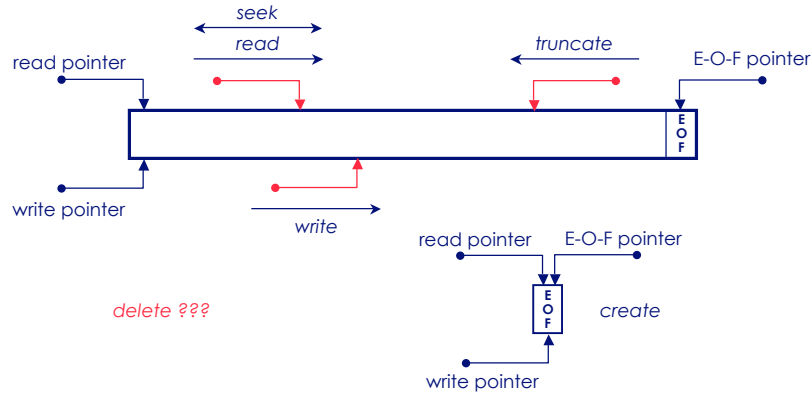 seek
read
truncate
read pointer
E-O-F pointer
E
O
F
write pointer
write
read pointer
E-O-F pointer
E
O
F
delete ???
create
write pointer